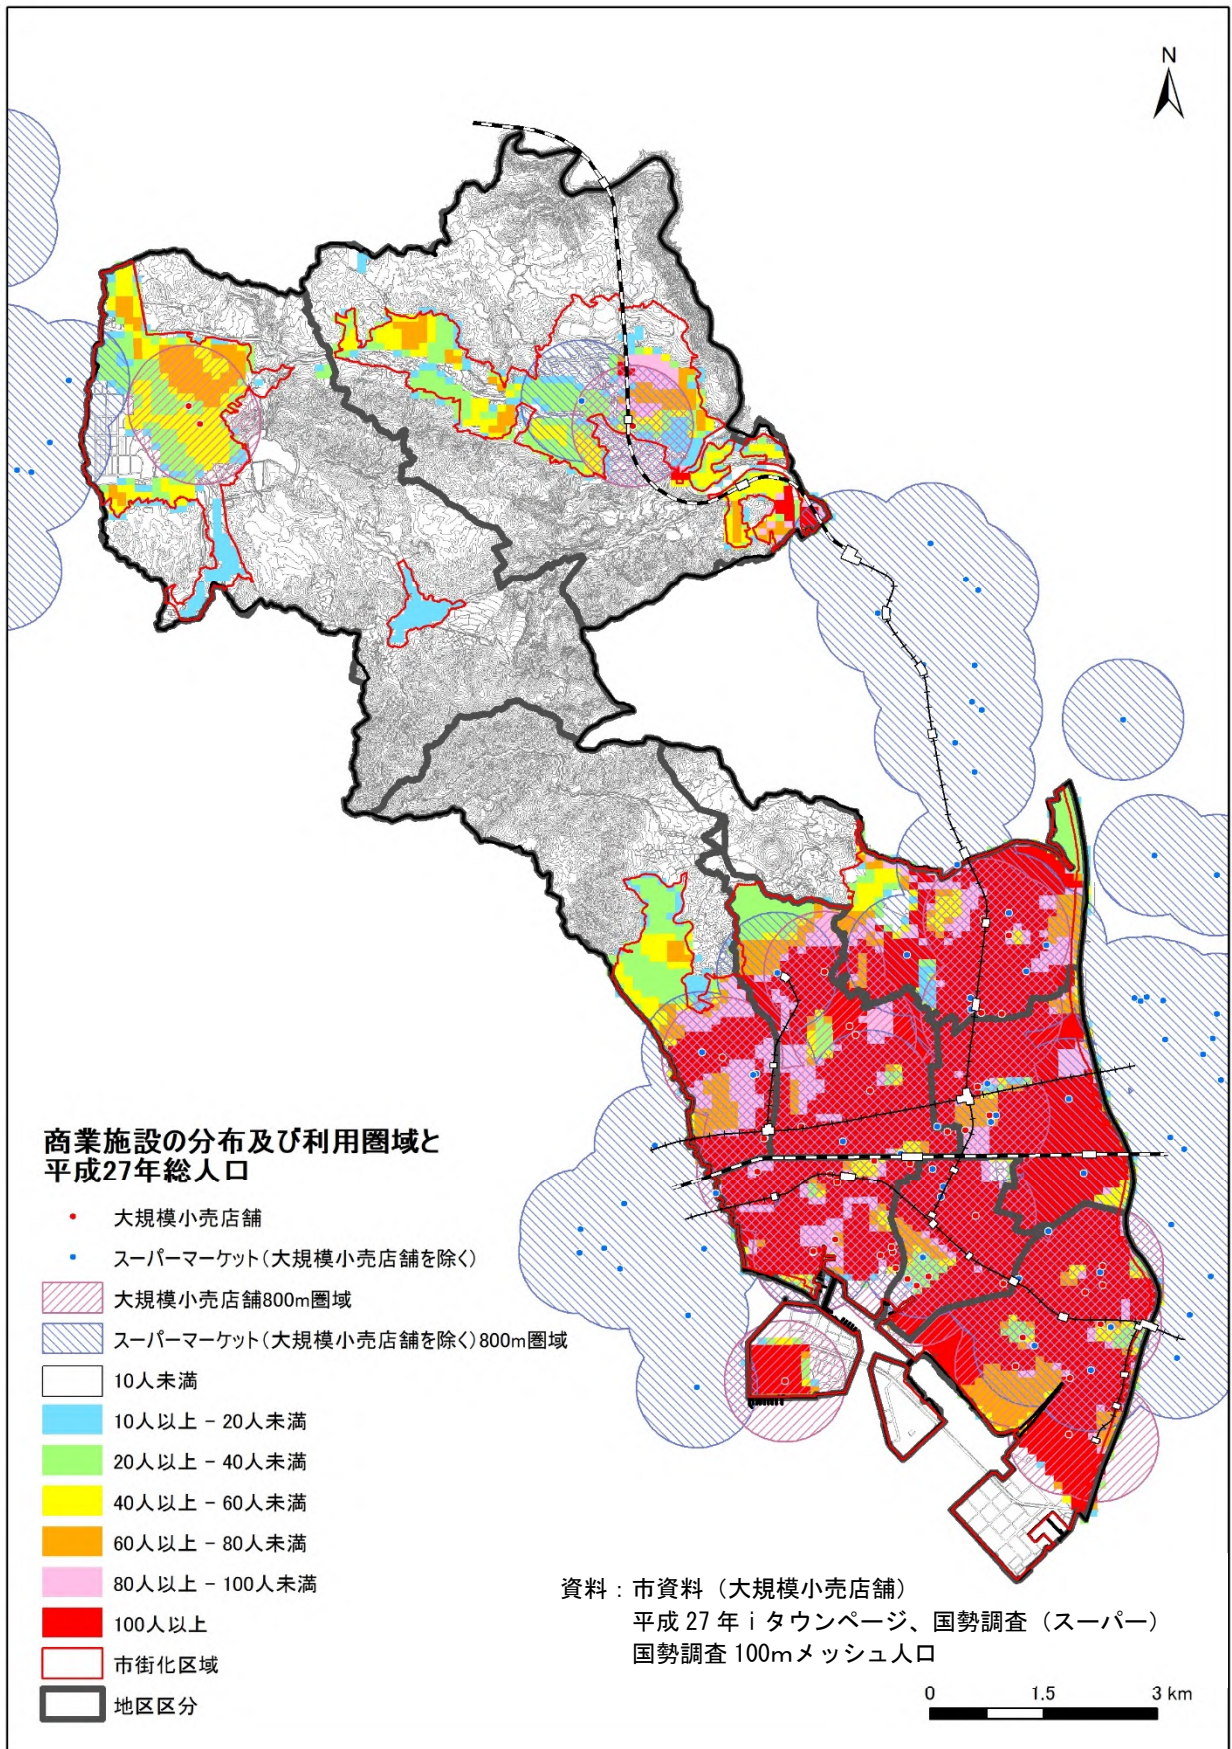 N
商業施設の分布及び利用圏域と
平成27年総人口
大規模小売店舗
スーパーマーケット(大規模小売店舗を除く)
大規模小売店舗800m圏域
スーパーマーケット(大規模小売店舗を除く)800m圏域
10人未満
10人以上 - 20人未満
20人以上 - 40人未満
40人以上 - 60人未満
60人以上 - 80人未満
80人以上 - 100人未満
100人以上
市街化区域
地区区分
資料：市資料（大規模小売店舗）
平成 27 年 i タウンページ、国勢調査（スーパー）
国勢調査 100mメッシュ人口
0 1.5 3 km